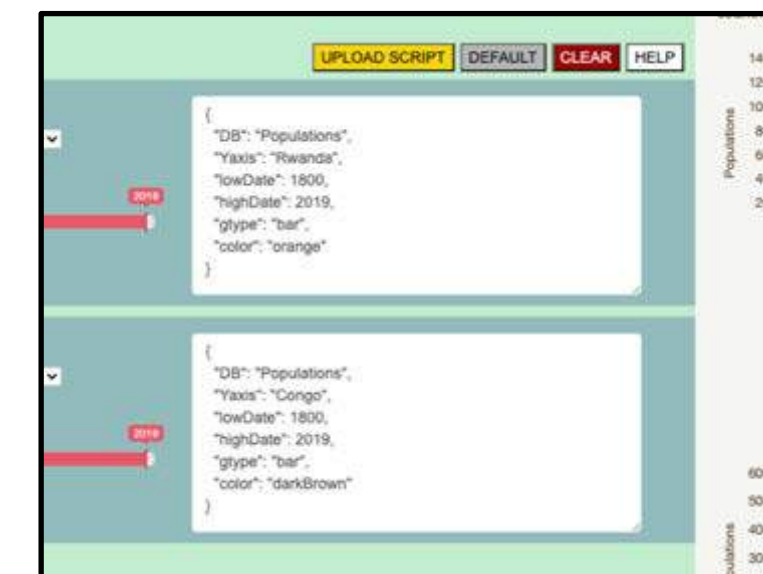 UPLOAD SCRIPT DEFAULT CLEAR HELP
{
"DB": "Populations",
"Yaxis": "Rwanda",
"lowDate": 1800,
"highDate": 2019,
"gtype": "bar",
"color": "orange"
}
2019
{
"DB": "Populations",
"Yaxis": "Congo",
"lowDate": 1800,
"highDate": 2019,
"gtype": "bar",
"color": "darkBrown"
}
2019
14
12
10
8
6
4
2
Populations
60
50
40
30